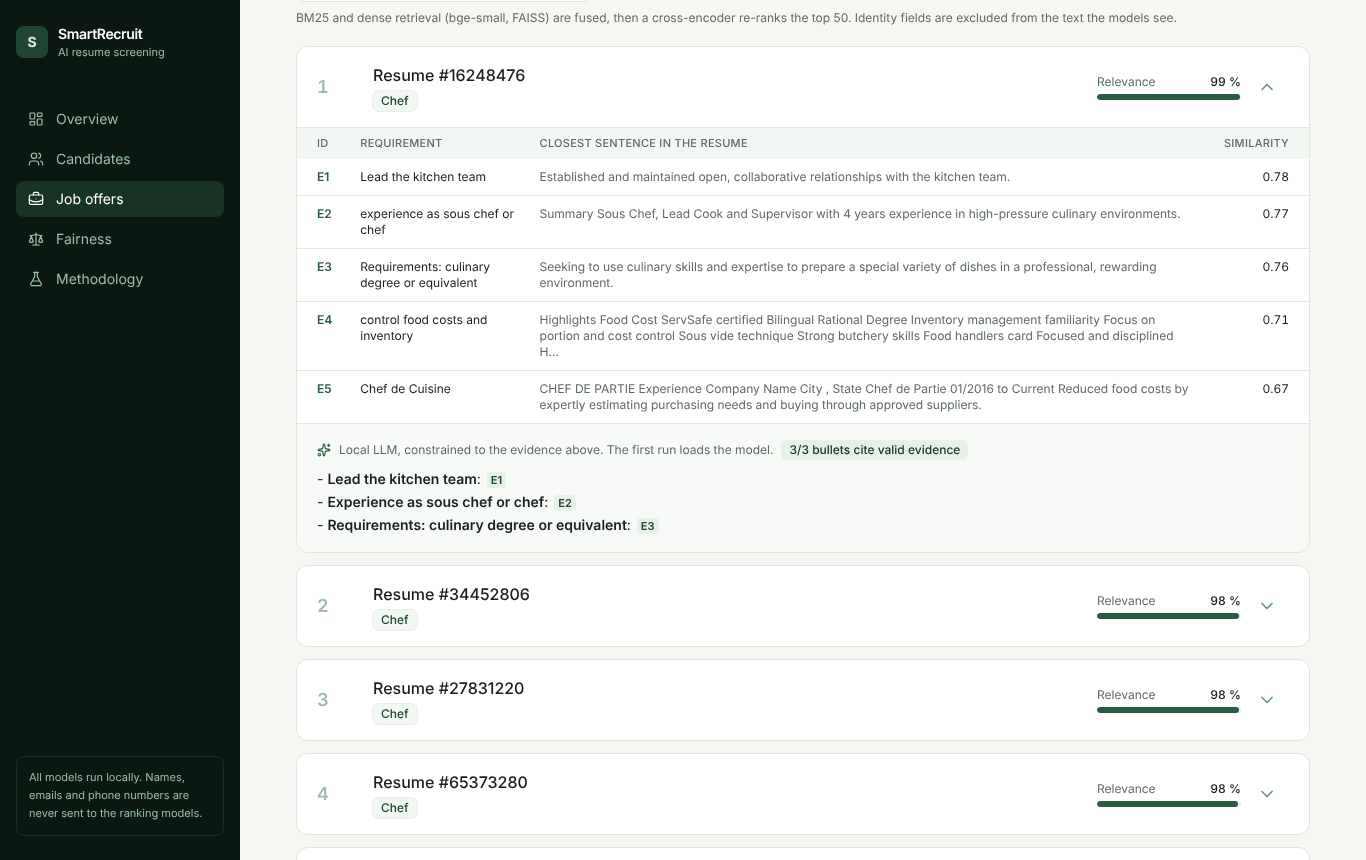 S
SmartRecruit
AI resume screening
Overview
Candidates
Job offers
Fairness
Methodology
All models run locally. Names,
emails and phone numbers are
never sent to the ranking models.
BM25 and dense retrieval (bge-small, FAISS) are fused, then a cross-encoder re-ranks the top 50. Identity fields are excluded from the text the models see.
1
Resume #16248476
Chef
Relevance 99 %
ID REQUIREMENT CLOSEST SENTENCE IN THE RESUME SIMILARITY
E1 Lead the kitchen team Established and maintained open, collaborative relationships with the kitchen team. 0.78
E2 experience as sous chef or Summary Sous Chef, Lead Cook and Supervisor with 4 years experience in high-pressure culinary environments. 0.77
chef
E3 Requirements: culinary Seeking to use culinary skills and expertise to prepare a special variety of dishes in a professional, rewarding 0.76
degree or equivalent environment.
E4 control food costs and Highlights Food Cost ServSafe certified Bilingual Rational Degree Inventory management familiarity Focus on 0.71
inventory portion and cost control Sous vide technique Strong butchery skills Food handlers card Focused and disciplined
H...
E5 Chef de Cuisine CHEF DE PARTIE Experience Company Name City , State Chef de Partie 01/2016 to Current Reduced food costs by 0.67
expertly estimating purchasing needs and buying through approved suppliers.
Local LLM, constrained to the evidence above. The first run loads the model. 3/3 bullets cite valid evidence
- Lead the kitchen team: E1
- Experience as sous chef or chef: E2
- Requirements: culinary degree or equivalent: E3
2
Resume #34452806
Chef
Relevance 98 %
3
Resume #27831220
Chef
Relevance 98 %
4
Resume #65373280
Chef
Relevance 98 %